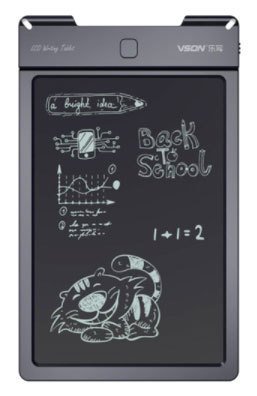 LCD Writing Tablet
VSON 乐写
a bright idea
Back
To
School
1+1=2